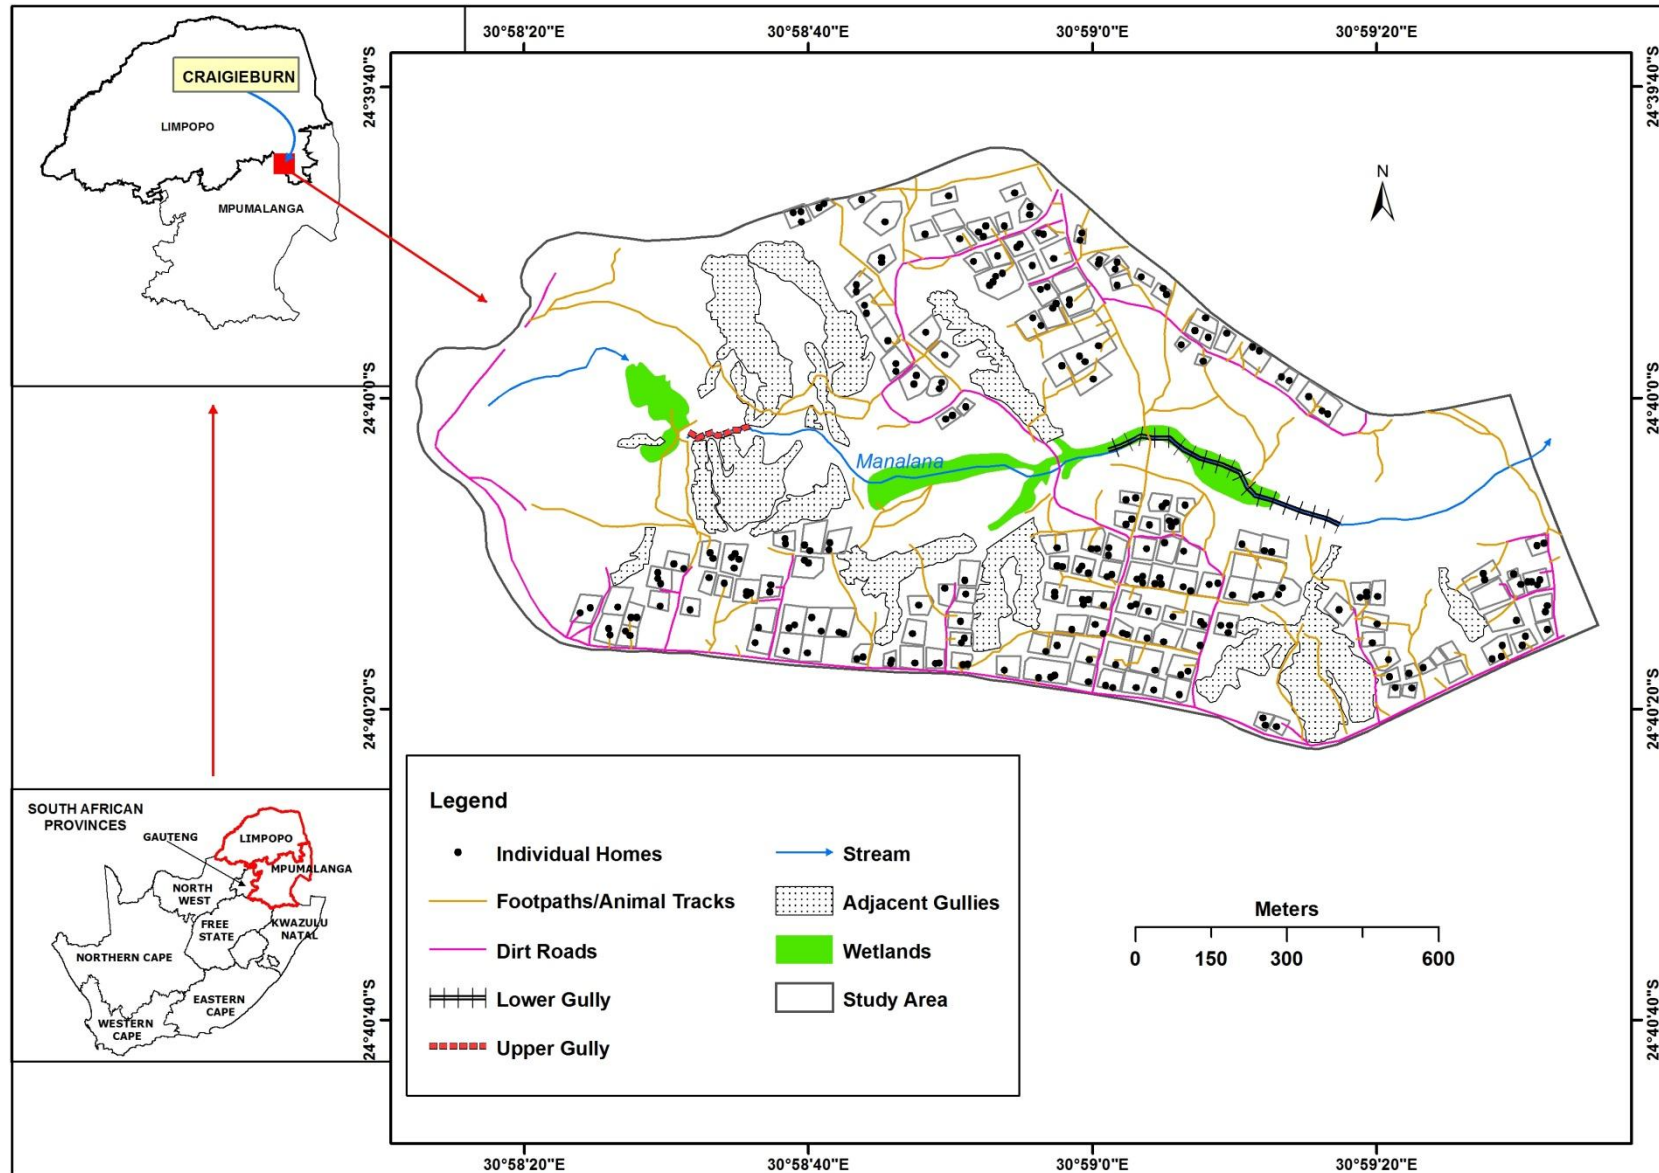 30°58'20"E 30°58'40"E 30°59'0"E 30°59'20"E
24°39'40"S
24°39'40"S
CRAIGIEBURN
LIMPOPO
MPUMALANGA
N
24°40'0"S
24°40'0"S
Manalana
24°40'20"S
24°40'20"S
SOUTH AFRICAN
PROVINCES
GAUTENG
LIMPOPO
MPUMALANGA
NORTH
WEST
FREE
STATE
KWAZULU
NATAL
NORTHERN CAPE
EASTERN
CAPE
WESTERN
CAPE
Legend
Individual Homes
Footpaths/Animal Tracks
Dirt Roads
Lower Gully
Upper Gully
Stream
Adjacent Gullies
Wetlands
Study Area
Meters
0 150 300 600
24°40'40"S
24°40'40"S
30°58'20"E 30°58'40"E 30°59'0"E 30°59'20"E